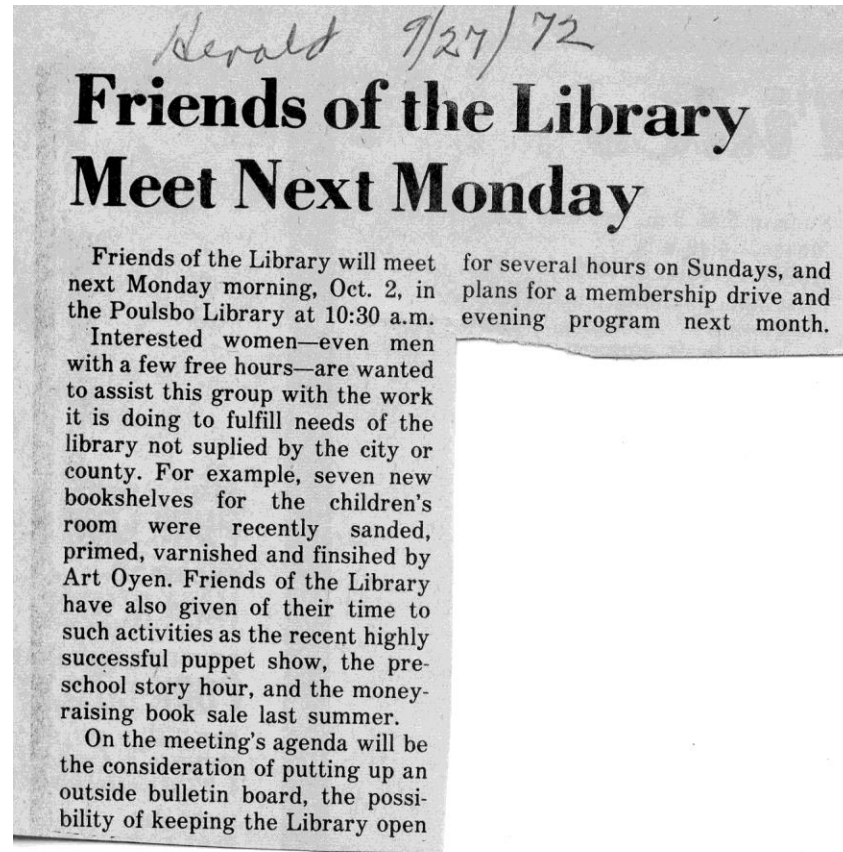 Herald 9/27/72
Friends of the Library
Meet Next Monday
Friends of the Library will meet
next Monday morning, Oct. 2, in
the Poulsbo Library at 10:30 a.m.
Interested women—even men
with a few free hours—are wanted
to assist this group with the work
it is doing to fulfill needs of the
library not suplied by the city or
county. For example, seven new
bookshelves for the children's
room were recently sanded,
primed, varnished and finsihed by
Art Oyen. Friends of the Library
have also given of their time to
such activities as the recent highly
successful puppet show, the pre-
school story hour, and the money-
raising book sale last summer.
On the meeting's agenda will be
the consideration of putting up an
outside bulletin board, the possi-
bility of keeping the Library open
for several hours on Sundays, and
plans for a membership drive and
evening program next month.